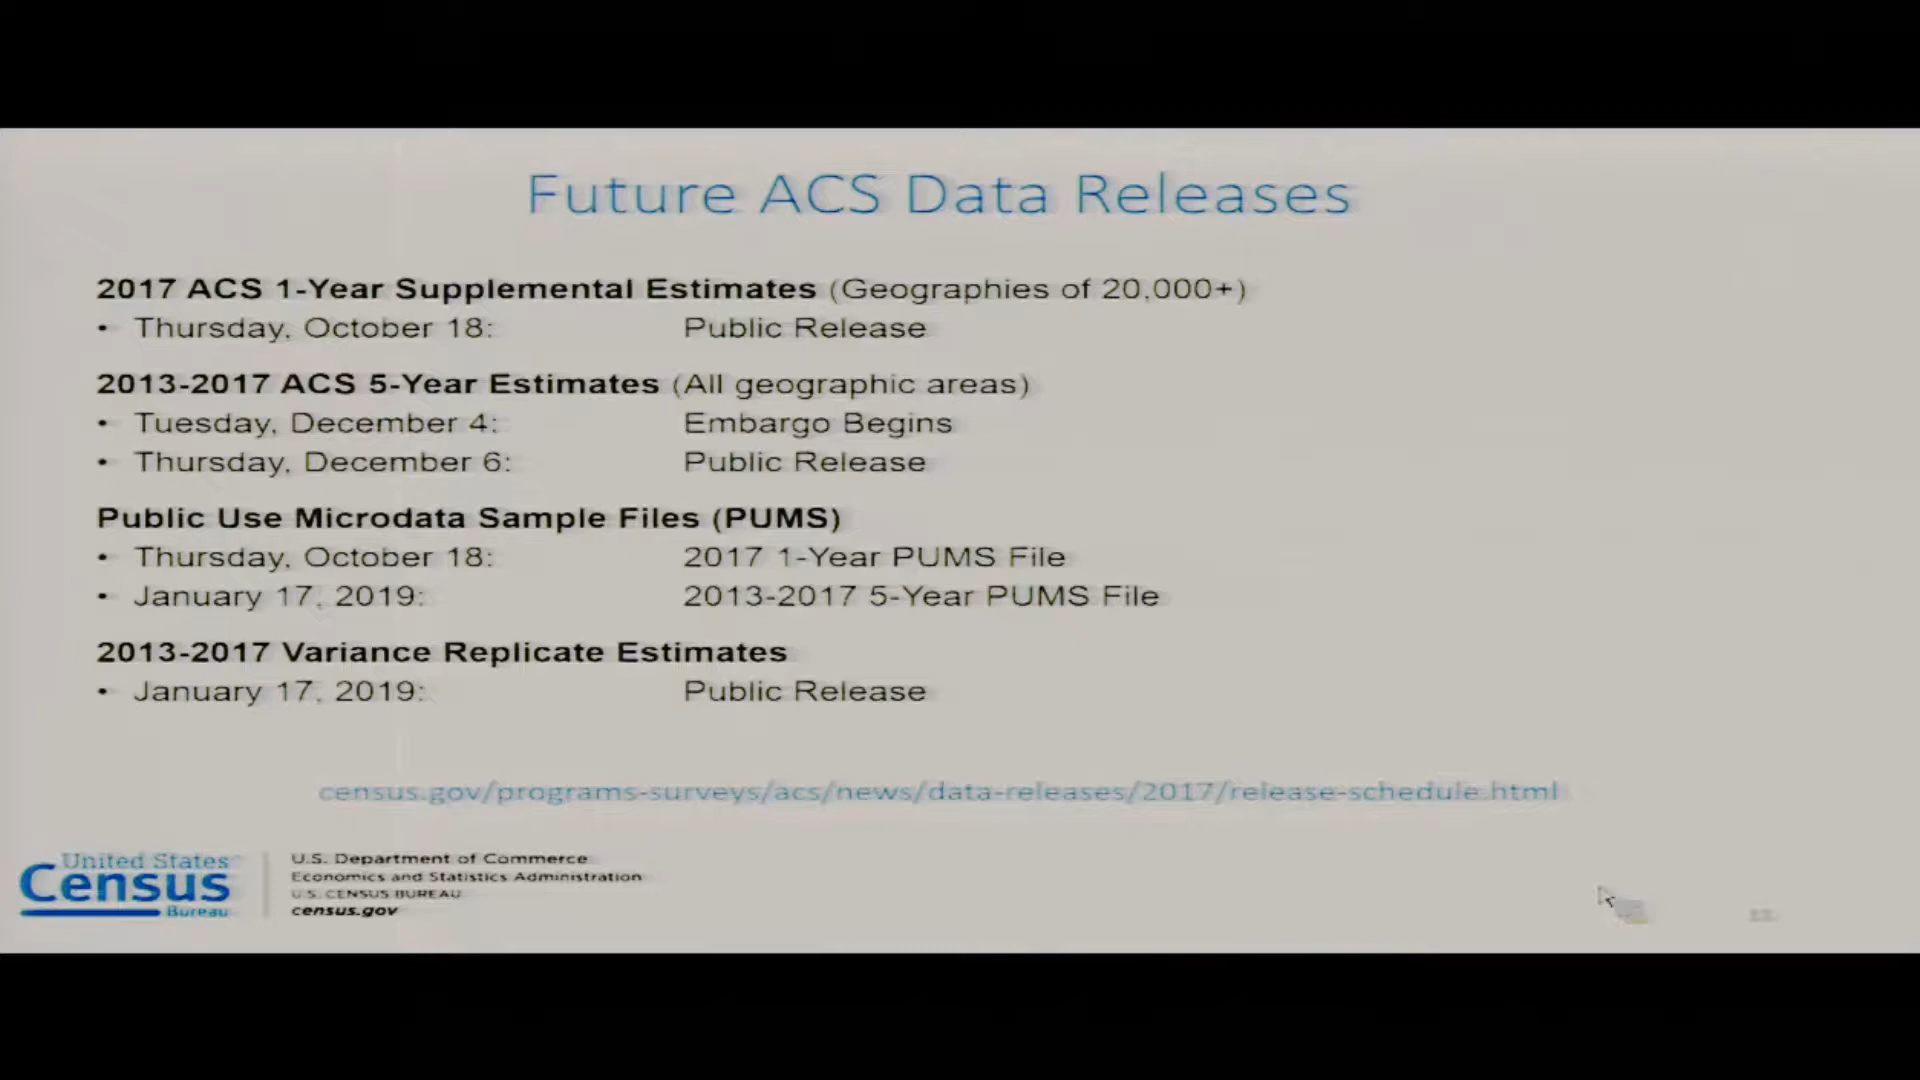 Future ACS Data Releases
2017 ACS 1-Year Supplemental Estimates (Geographies of 20,000+)
• Thursday, October 18: Public Release
2013-2017 ACS 5-Year Estimates (All geographic areas)
• Tuesday, December 4: Embargo Begins
• Thursday, December 6: Public Release
Public Use Microdata Sample Files (PUMS)
• Thursday, October 18: 2017 1-Year PUMS File
• January 17, 2019: 2013-2017 5-Year PUMS File
2013-2017 Variance Replicate Estimates
• January 17, 2019: Public Release
census.gov/programs-surveys/acs/news/data-releases/2017/release-schedule.html
United States
Census
Bureau
U.S. Department of Commerce
Economics and Statistics Administration
U.S. CENSUS BUREAU
census.gov